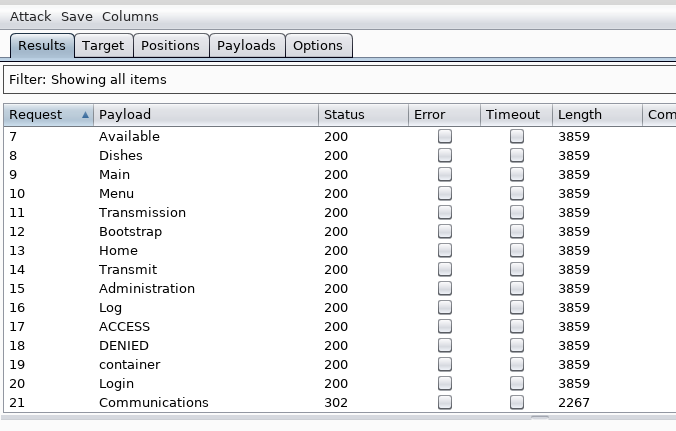 Attack Save Columns
Results Target Positions Payloads Options
Filter: Showing all items
Request Payload Status Error Timeout Length Com
7 Available 200 3859
8 Dishes 200 3859
9 Main 200 3859
10 Menu 200 3859
11 Transmission 200 3859
12 Bootstrap 200 3859
13 Home 200 3859
14 Transmit 200 3859
15 Administration 200 3859
16 Log 200 3859
17 ACCESS 200 3859
18 DENIED 200 3859
19 container 200 3859
20 Login 200 3859
21 Communications 302 2267